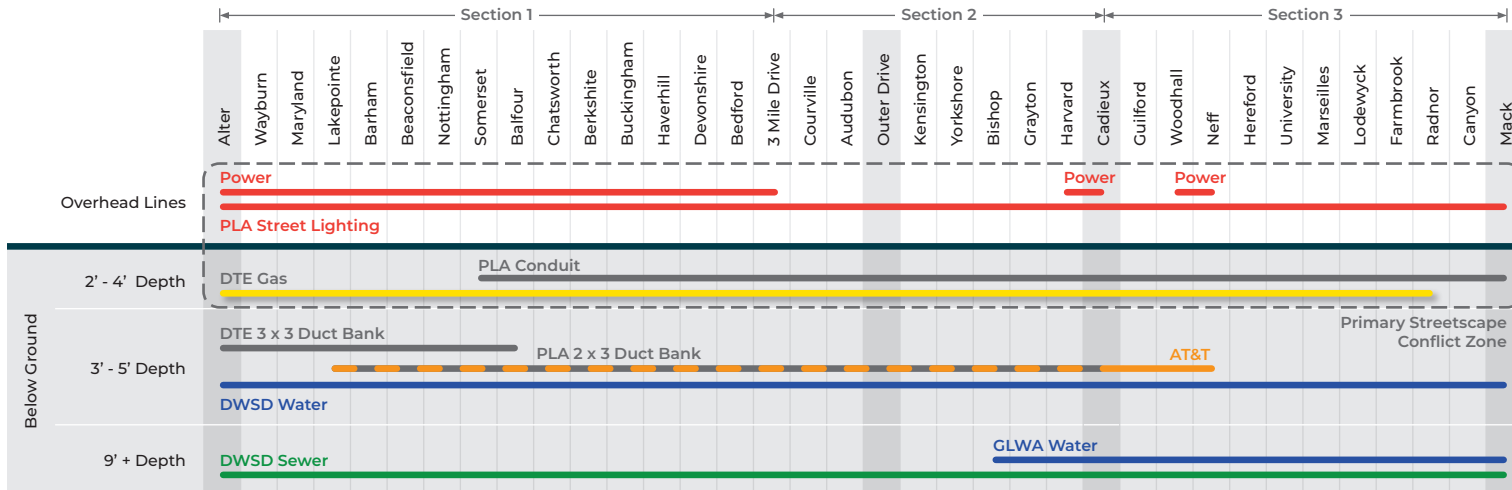 Section 1
Section 2
Section 3
Alter
Wayburn
Maryland
Lakepointe
Barham
Beaconsfield
Nottingham
Somerset
Balfour
Chatsworth
Berkshite
Buckingham
Haverhill
Devonshire
Bedford
3 Mile Drive
Courville
Audubon
Outer Drive
Kensington
Yorkshore
Bishop
Grayton
Harvard
Cadieux
Guilford
Woodhall
Neff
Hereford
University
Marseilles
Lodewyck
Farmbrook
Radnor
Canyon
Mack
Overhead Lines
Power
Power
Power
PLA Street Lighting
Below Ground
2’ - 4’ Depth
PLA Conduit
DTE Gas
Primary Streetscape
Conflict Zone
3’ - 5’ Depth
DTE 3 x 3 Duct Bank
PLA 2 x 3 Duct Bank
AT&T
DWSD Water
9’ + Depth
GLWA Water
DWSD Sewer